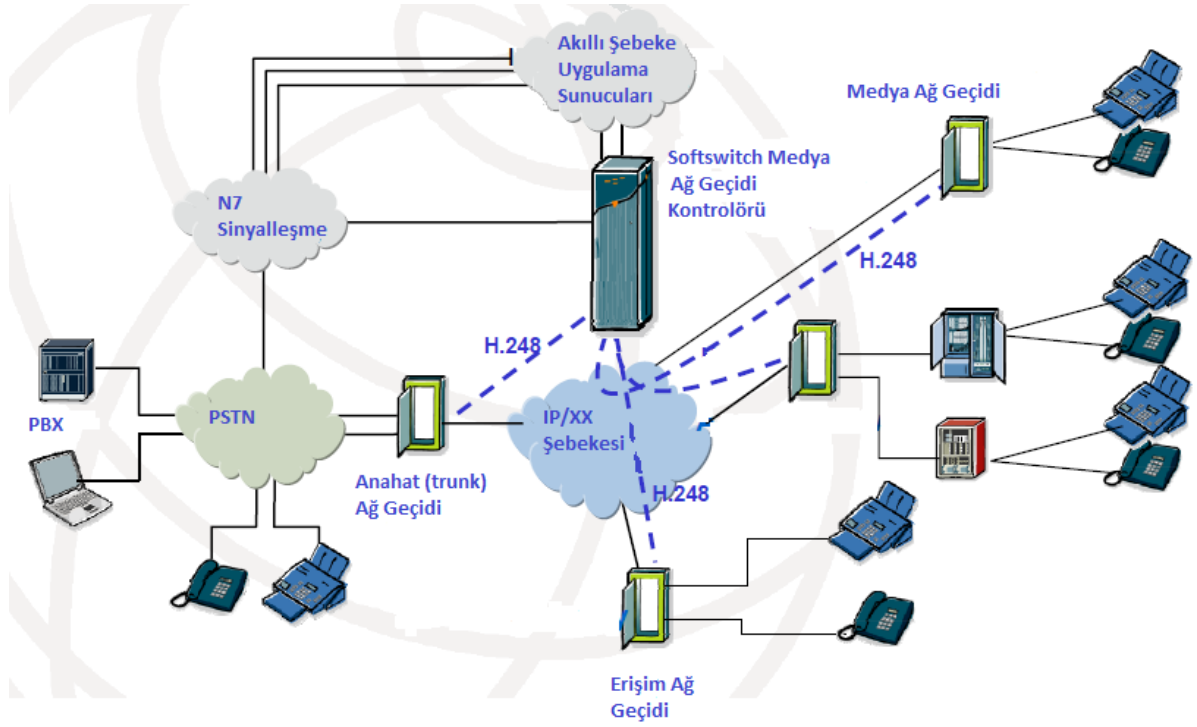 Akıllı Şebeke
Uygulama
Sunucuları
Medya Ağ Geçidi
Softswitch Medya
Ağ Geçidi
Kontrolörü
N7
Sinyalleşme
H.248
H.248
PBX
PSTN
IP/XX
Şebekesi
Anahat (trunk)
Ağ Geçidi
H.248
Erişim Ağ
Geçidi